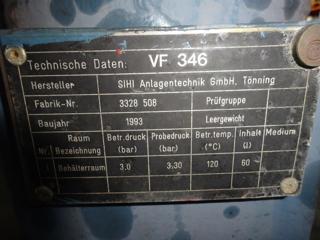 Technische Daten: VF 346
Hersteller SIHI Anlagentechnik GmbH, Tönning
Fabrik-Nr. 3328 508 Prüfgruppe
Baujahr 1993 Leergewicht
Nr. Raum Bezeichnung Betr.druck (bar) Probedruck (bar) Betr.temp. (°C) Inhalt (l) Medium
1 Behälterraum 3.0 3.30 120 60